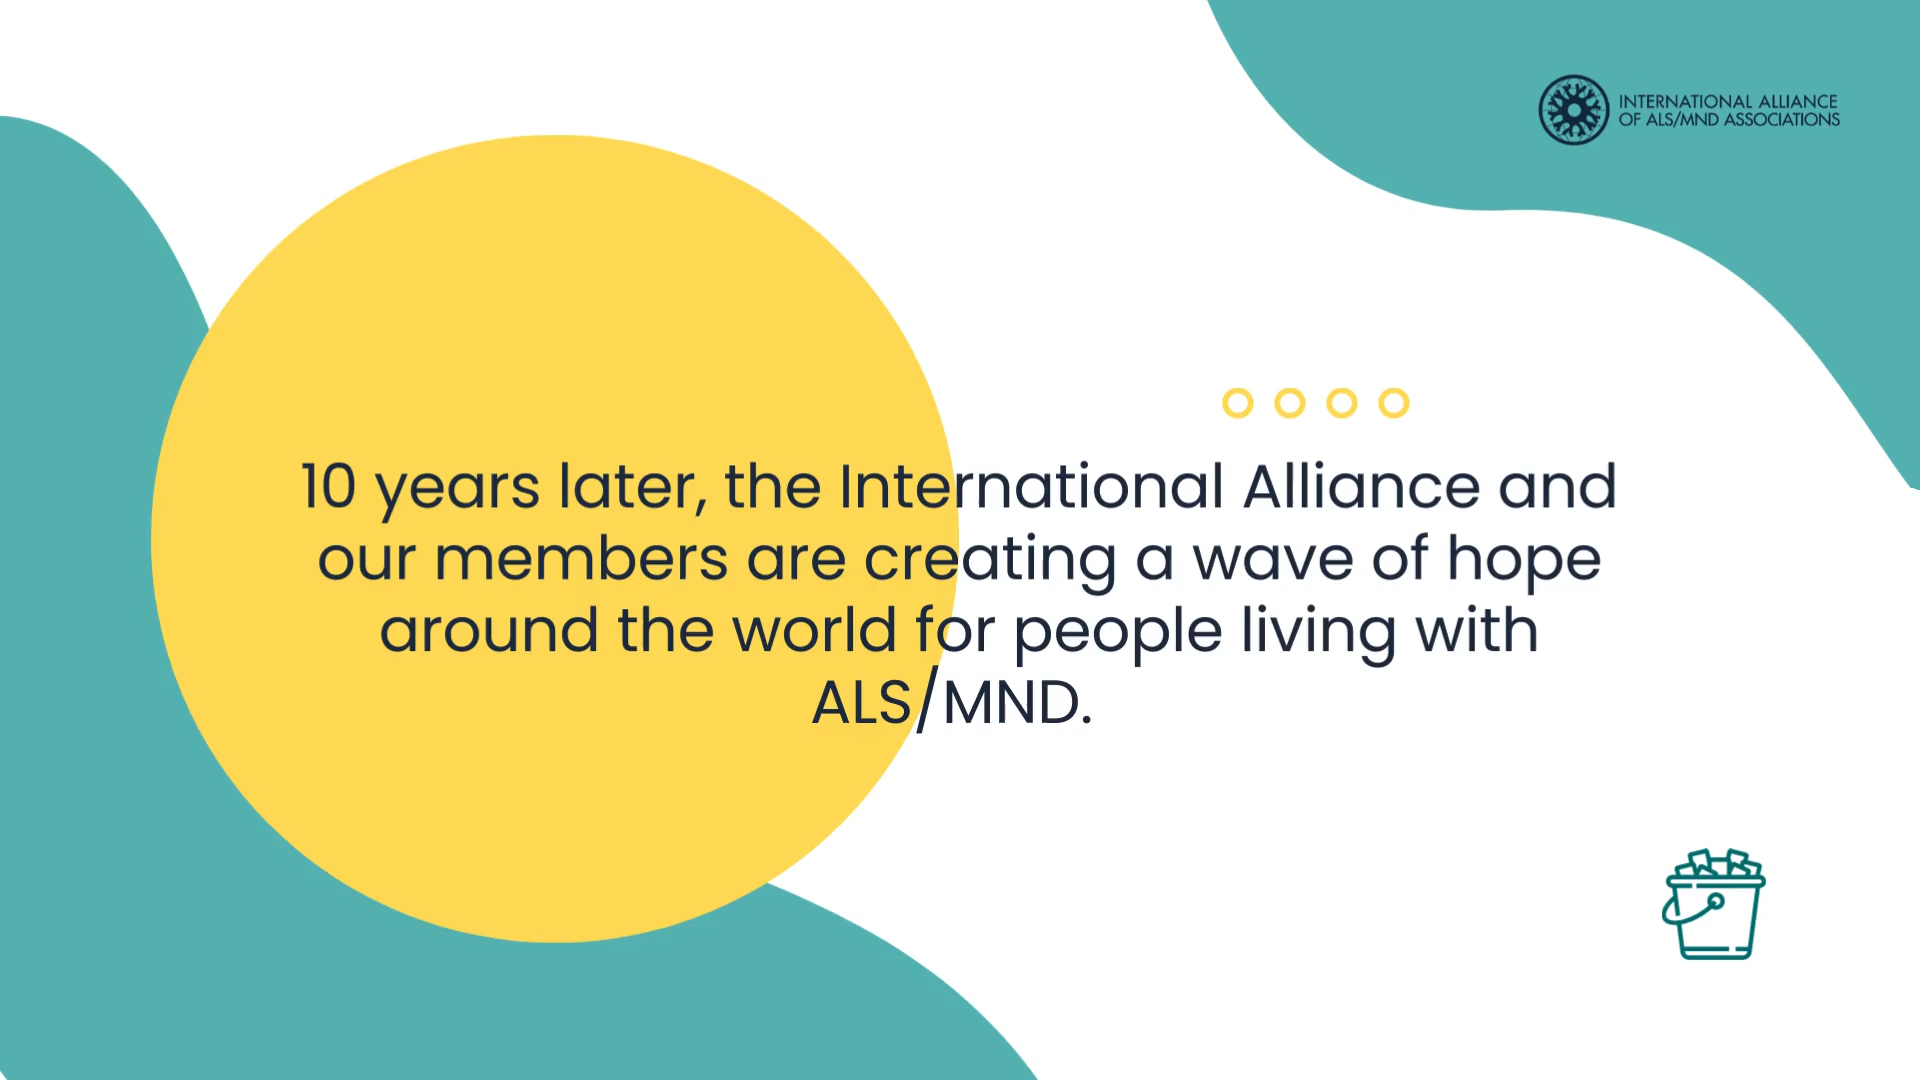 INTERNATIONAL ALLIANCE
OF ALS/MND ASSOCIATIONS
10 years later, the International Alliance and
our members are creating a wave of hope
around the world for people living with
ALS/MND.